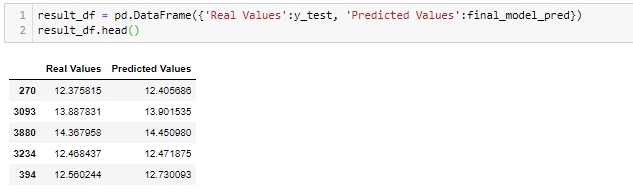 1 result_df = pd.DataFrame({'Real Values':y_test, 'Predicted Values':final_model_pred})
2 result_df.head()
Real Values Predicted Values
270 12.375815 12.405686
3093 13.887831 13.901535
3880 14.367958 14.450980
3234 12.468437 12.471875
394 12.560244 12.730093